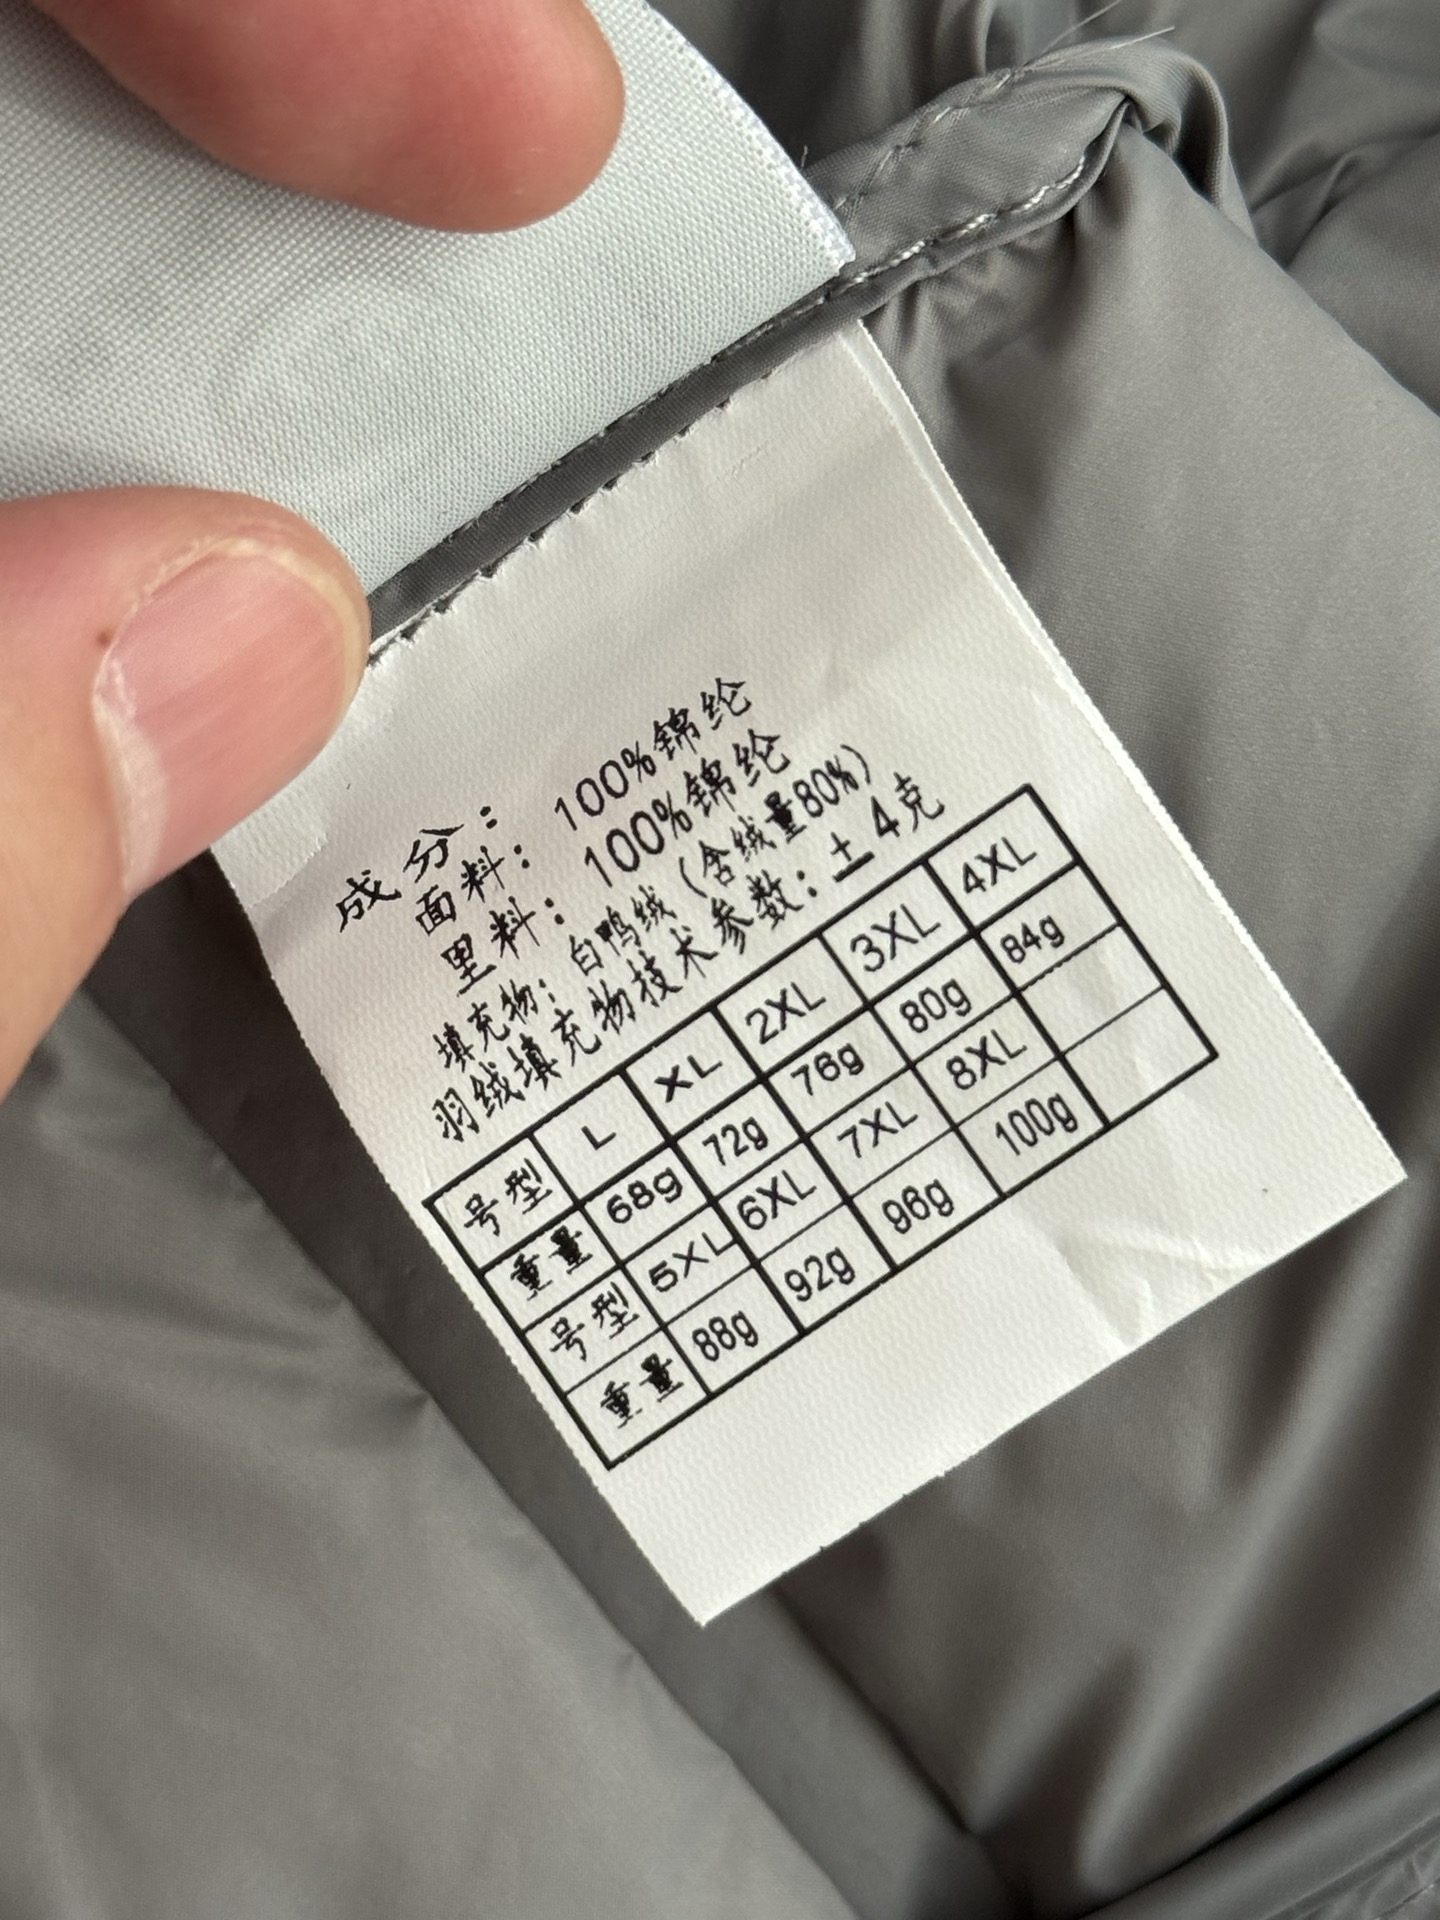 成分：
面料：100%锦纶
里料：100%锦纶
填充物：白鸭绒（含绒量80%）
羽绒填充物技术参数：±4克
号型 L XL 2XL 3XL 4XL
重量 68g 72g 76g 80g 84g
号型 5XL 6XL 7XL 8XL
重量 88g 92g 96g 100g